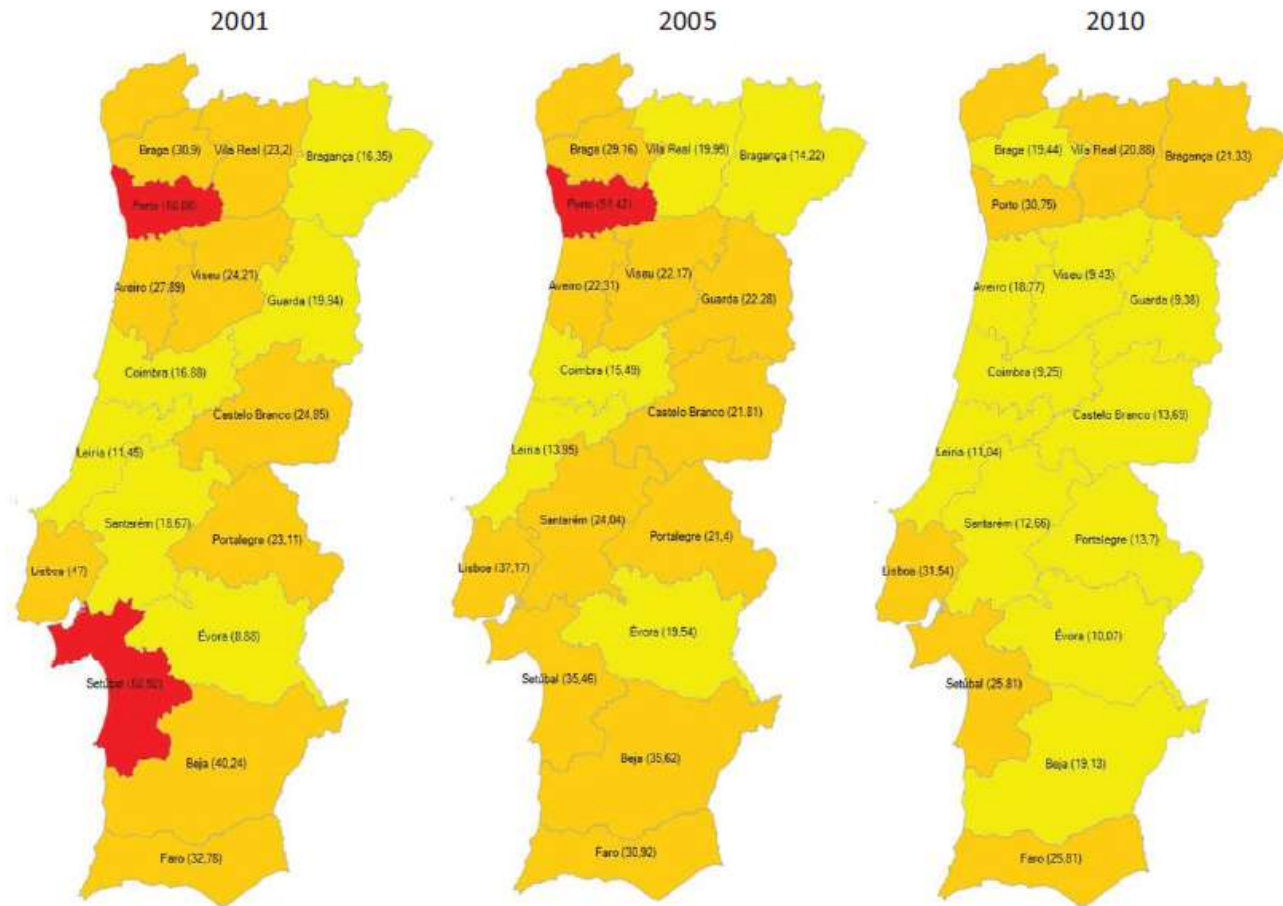 2001
2005
2010
Braga (30,9)
Vila Real (23,2)
Bragança (16,35)
Porto
Aveiro (27,89)
Viseu (24,21)
Guarda (19,94)
Coimbra (16,88)
Castelo Branco (24,85)
Leiria (11,45)
Santarém (18,67)
Portalegre (23,11)
Lisboa (47)
Évora (8,88)
Setúbal
Beja (40,24)
Faro (32,78)
Braga (29,16)
Vila Real (19,95)
Bragança (14,22)
Porto (51,42)
Aveiro (22,31)
Viseu (22,17)
Guarda (22,28)
Coimbra (15,49)
Castelo Branco (21,81)
Leiria (13,95)
Santarém (24,04)
Portalegre (21,4)
Lisboa (37,17)
Évora (19,54)
Setúbal (35,46)
Beja (35,62)
Faro (30,92)
Braga (19,44)
Vila Real (20,88)
Bragança (21,33)
Porto (30,75)
Aveiro (18,77)
Viseu (9,43)
Guarda (9,38)
Coimbra (9,25)
Castelo Branco (13,69)
Leiria (11,04)
Santarém (12,66)
Portalegre (13,7)
Lisboa (31,54)
Évora (10,07)
Setúbal (25,81)
Beja (19,13)
Faro (25,81)